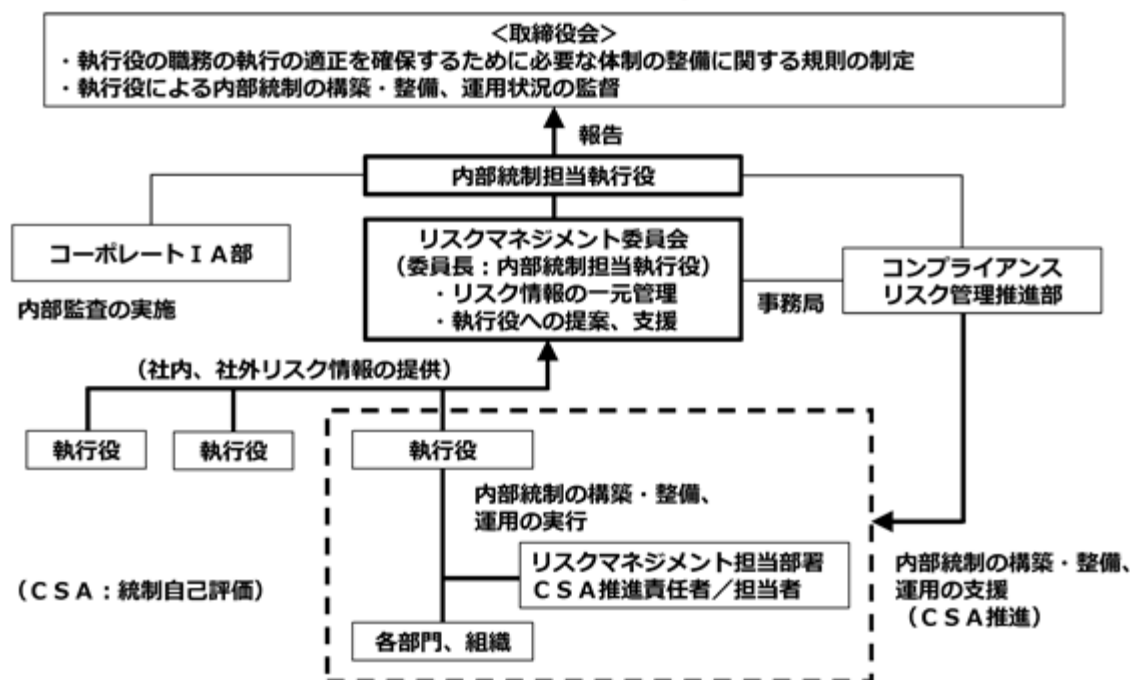 ＜取締役会＞
・執行役の職務の執行の適正を確保するために必要な体制の整備に関する規則の制定
・執行役による内部統制の構築・整備、運用状況の監督
報告
内部統制担当執行役
コーポレートＩＡ部
内部監査の実施
リスクマネジメント委員会
（委員長：内部統制担当執行役）
・リスク情報の一元管理
・執行役への提案、支援
事務局
コンプライアンス
リスク管理推進部
（社内、社外リスク情報の提供）
執行役
執行役
執行役
内部統制の構築・整備、
運用の実行
リスクマネジメント担当部署
ＣＳＡ推進責任者／担当者
各部門、組織
内部統制の構築・整備、
運用の支援
（ＣＳＡ推進）
（ＣＳＡ：統制自己評価）